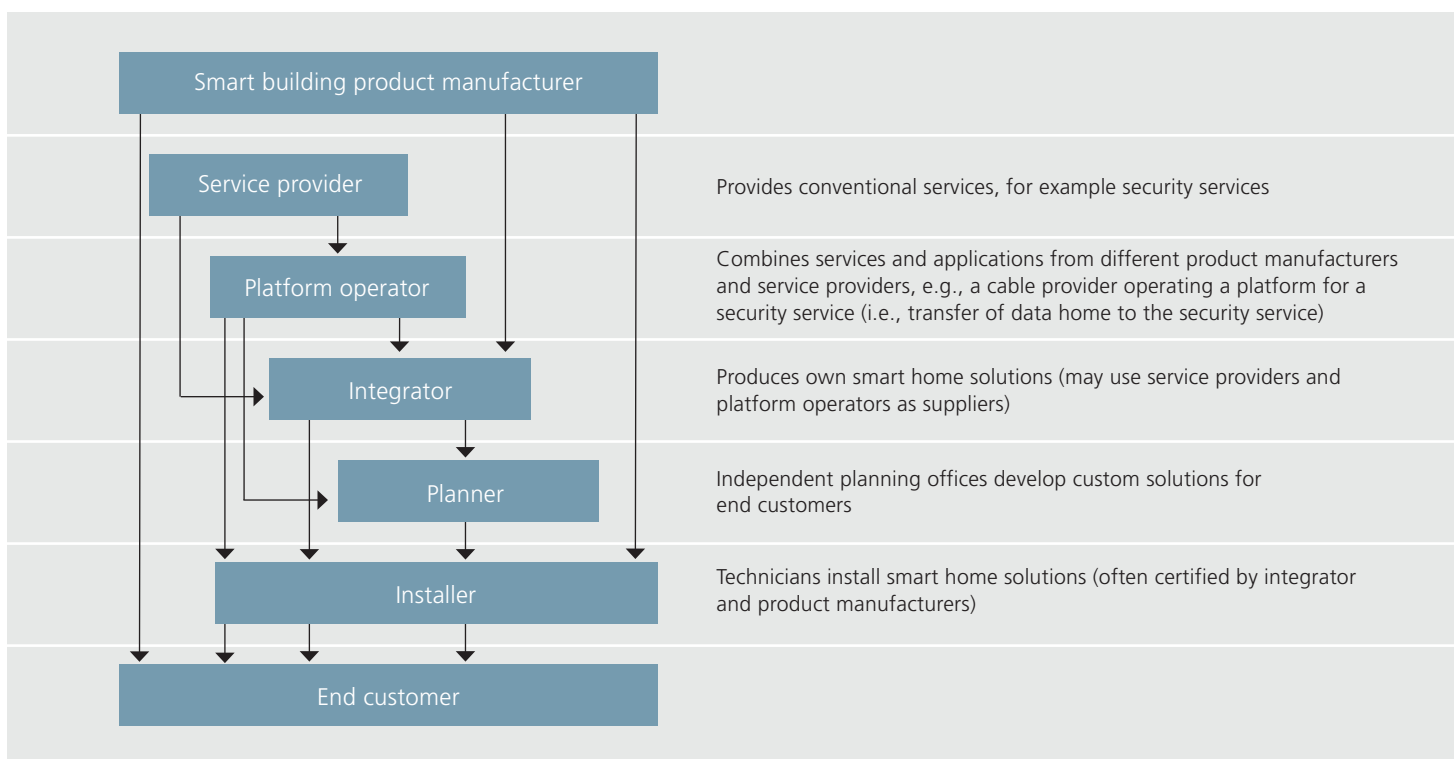 Smart building product manufacturer
Service provider
Provides conventional services, for example security services
Platform operator
Combines services and applications from different product manufacturers
and service providers, e.g., a cable provider operating a platform for a
security service (i.e., transfer of data home to the security service)
Integrator
Produces own smart home solutions (may use service providers and
platform operators as suppliers)
Planner
Independent planning offices develop custom solutions for
end customers
Installer
Technicians install smart home solutions (often certified by integrator
and product manufacturers)
End customer